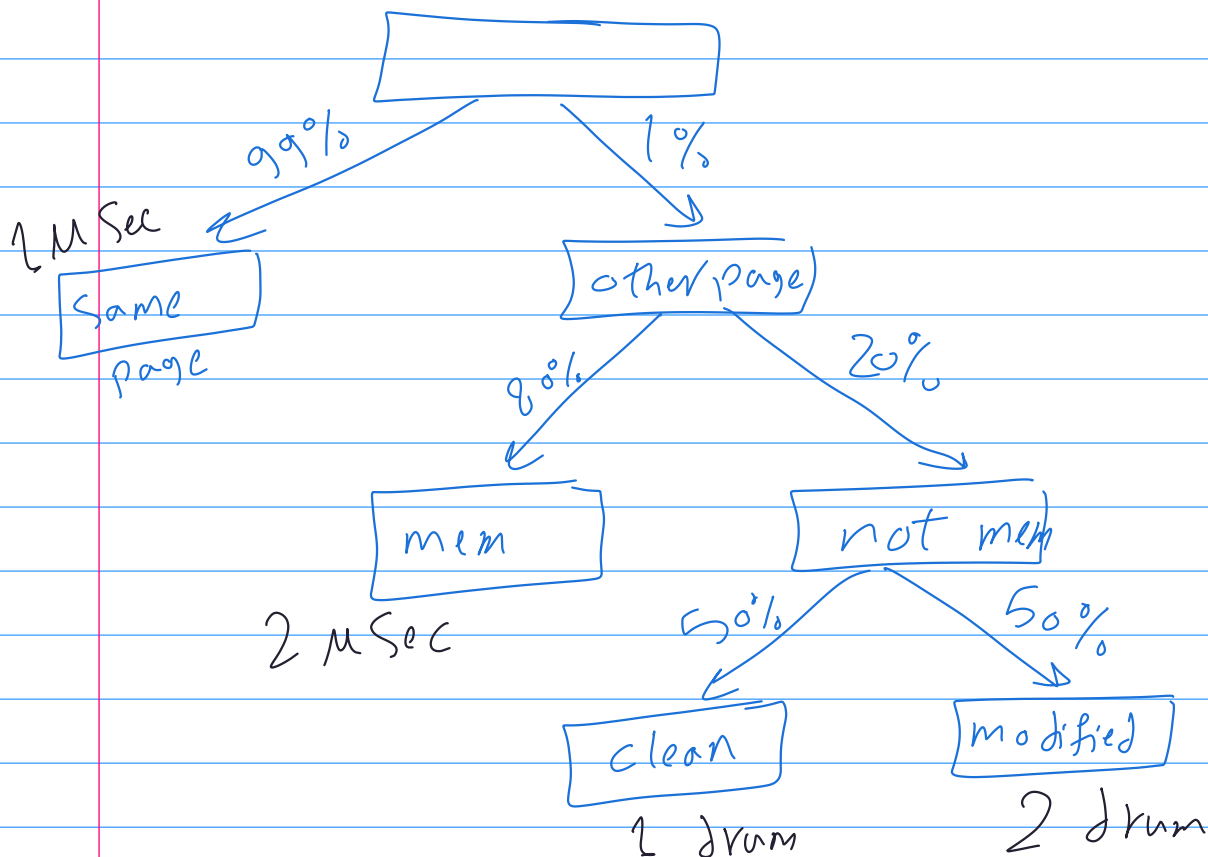 99%
1%
1 μSec
same
page
other page
80%
20%
mem
not mem
2 μSec
50%
50%
clean
modified
1 drum
2 drum